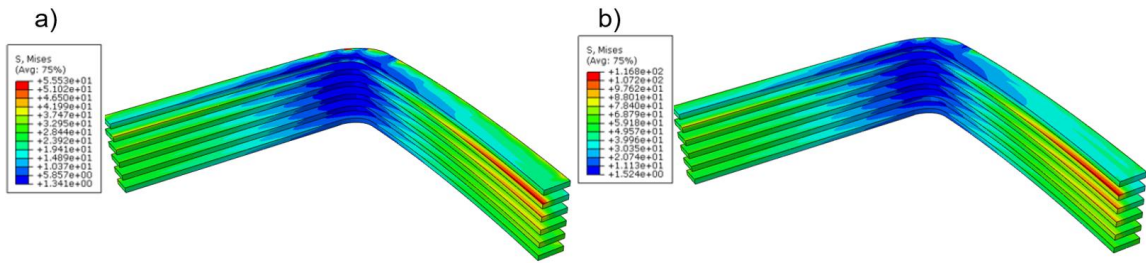 a)
S, Mises
(Avg: 75%)
+5.553e+01
+5.102e+01
+4.650e+01
+4.199e+01
+3.747e+01
+3.295e+01
+2.844e+01
+2.392e+01
+1.941e+01
+1.489e+01
+1.037e+01
+5.857e+00
+1.341e+00
b)
S, Mises
(Avg: 75%)
+1.168e+02
+1.072e+02
+9.762e+01
+8.801e+01
+7.840e+01
+6.879e+01
+5.918e+01
+4.957e+01
+3.996e+01
+3.035e+01
+2.074e+01
+1.113e+01
+1.524e+00